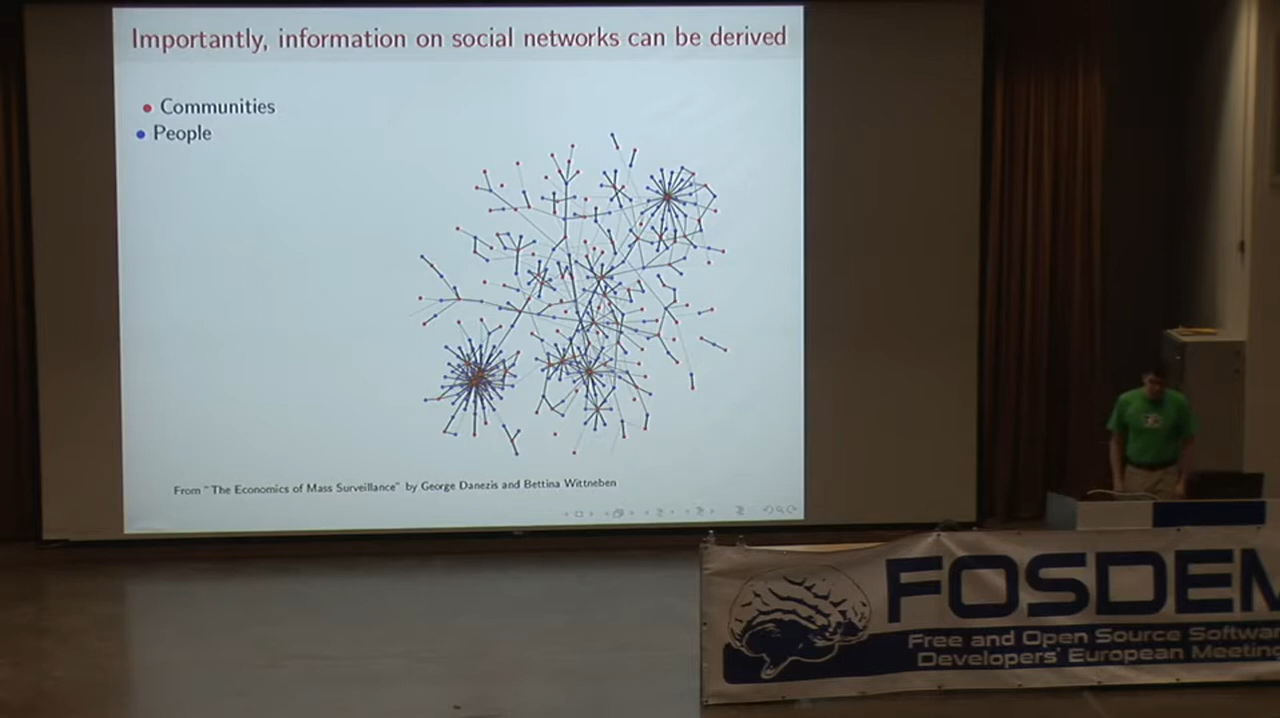 Importantly, information on social networks can be derived
Communities
People
From "The Economics of Mass Surveillance" by George Danezis and Bettina Wittneben
FOSDEM
Free and Open Source Softwa
Developers' European Meeting